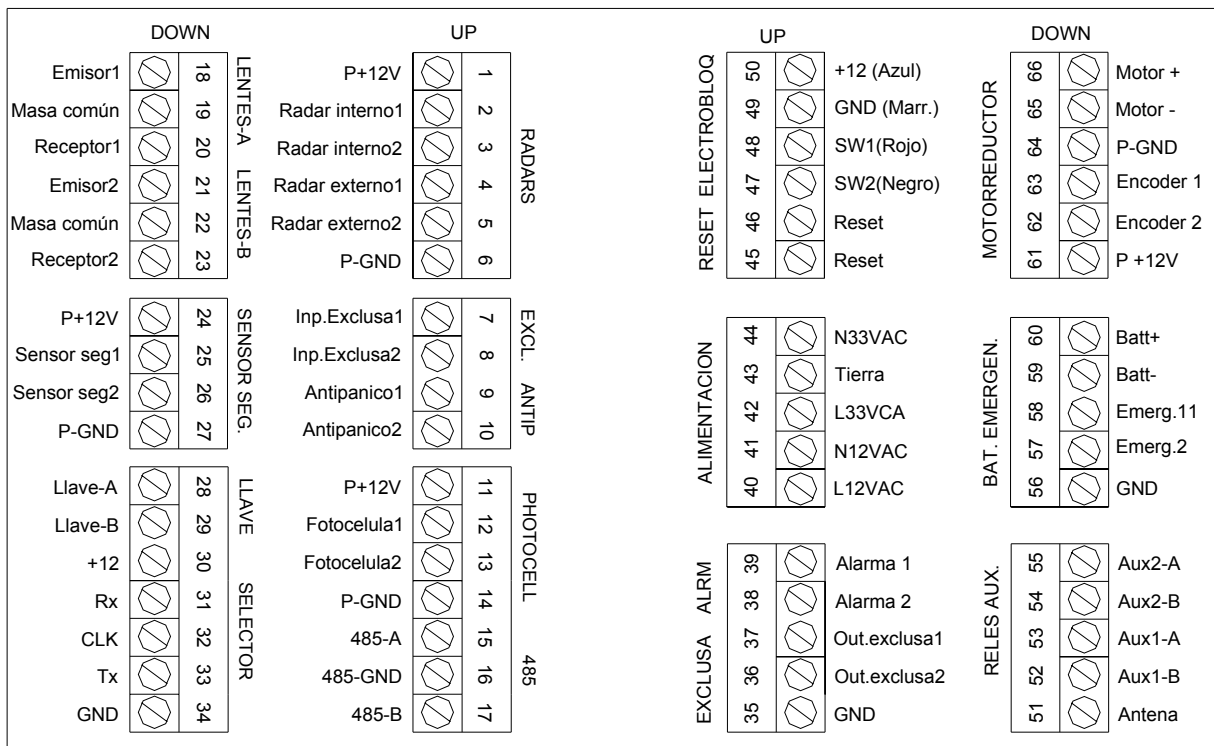 DOWN
Emisor1 18
Masa común 19
Receptor1 20
LENTES-A
Emisor2 21
Masa común 22
Receptor2 23
LENTES-B
P+12V 24
Sensor seg1 25
Sensor seg2 26
P-GND 27
SENSOR SEG.
Llave-A 28
Llave-B 29
LLAVE
+12 30
Rx 31
CLK 32
Tx 33
GND 34
SELECTOR
UP
P+12V 1
Radar interno1 2
Radar interno2 3
Radar externo1 4
Radar externo2 5
P-GND 6
RADARS
Inp.Exclusa1 7
Inp.Exclusa2 8
EXCL.
Antipanico1 9
Antipanico2 10
ANTIP
P+12V 11
Fotocelula1 12
Fotocelula2 13
P-GND 14
PHOTOCELL
485-A 15
485-GND 16
485-B 17
485
UP
50 +12 (Azul)
49 GND (Marr.)
48 SW1(Rojo)
47 SW2(Negro)
ELECTROBLOQ
46 Reset
45 Reset
RESET
44 N33VAC
43 Tierra
42 L33VCA
41 N12VAC
40 L12VAC
ALIMENTACION
39 Alarma 1
38 Alarma 2
ALRM
37 Out.exclusa1
36 Out.exclusa2
35 GND
EXCLUSA
DOWN
66 Motor +
65 Motor -
64 P-GND
63 Encoder 1
62 Encoder 2
61 P +12V
MOTORREDUCTOR
60 Batt+
59 Batt-
58 Emerg.11
57 Emerg.2
56 GND
BAT. EMERGEN.
55 Aux2-A
54 Aux2-B
53 Aux1-A
52 Aux1-B
51 Antena
RELES AUX.